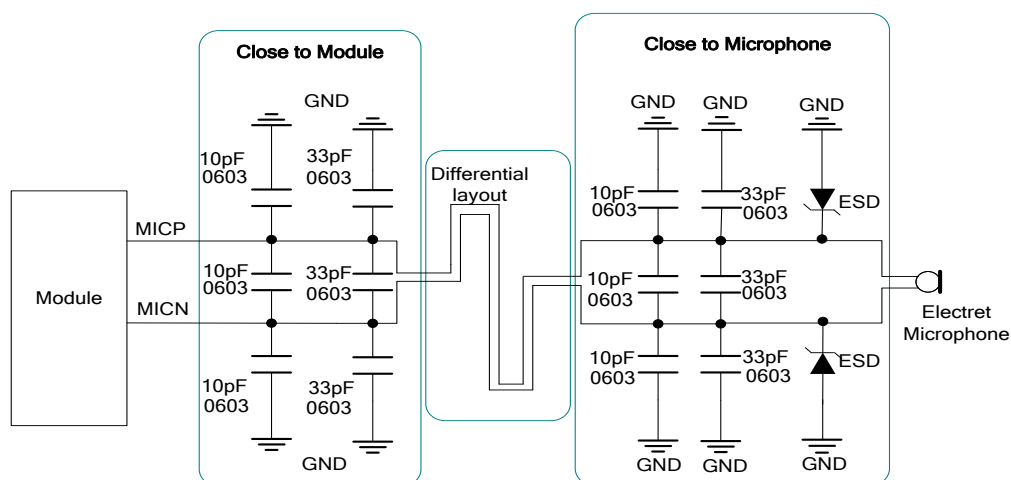 Close to Module
GND
10pF
0603
33pF
0603
MICP
10pF
0603
33pF
0603
Module
MICN
10pF
0603
33pF
0603
GND
Differential
layout
Close to Microphone
GND
GND
GND
10pF
0603
33pF
0603
ESD
10pF
0603
33pF
0603
Electret
Microphone
10pF
0603
33pF
0603
ESD
GND
GND
GND